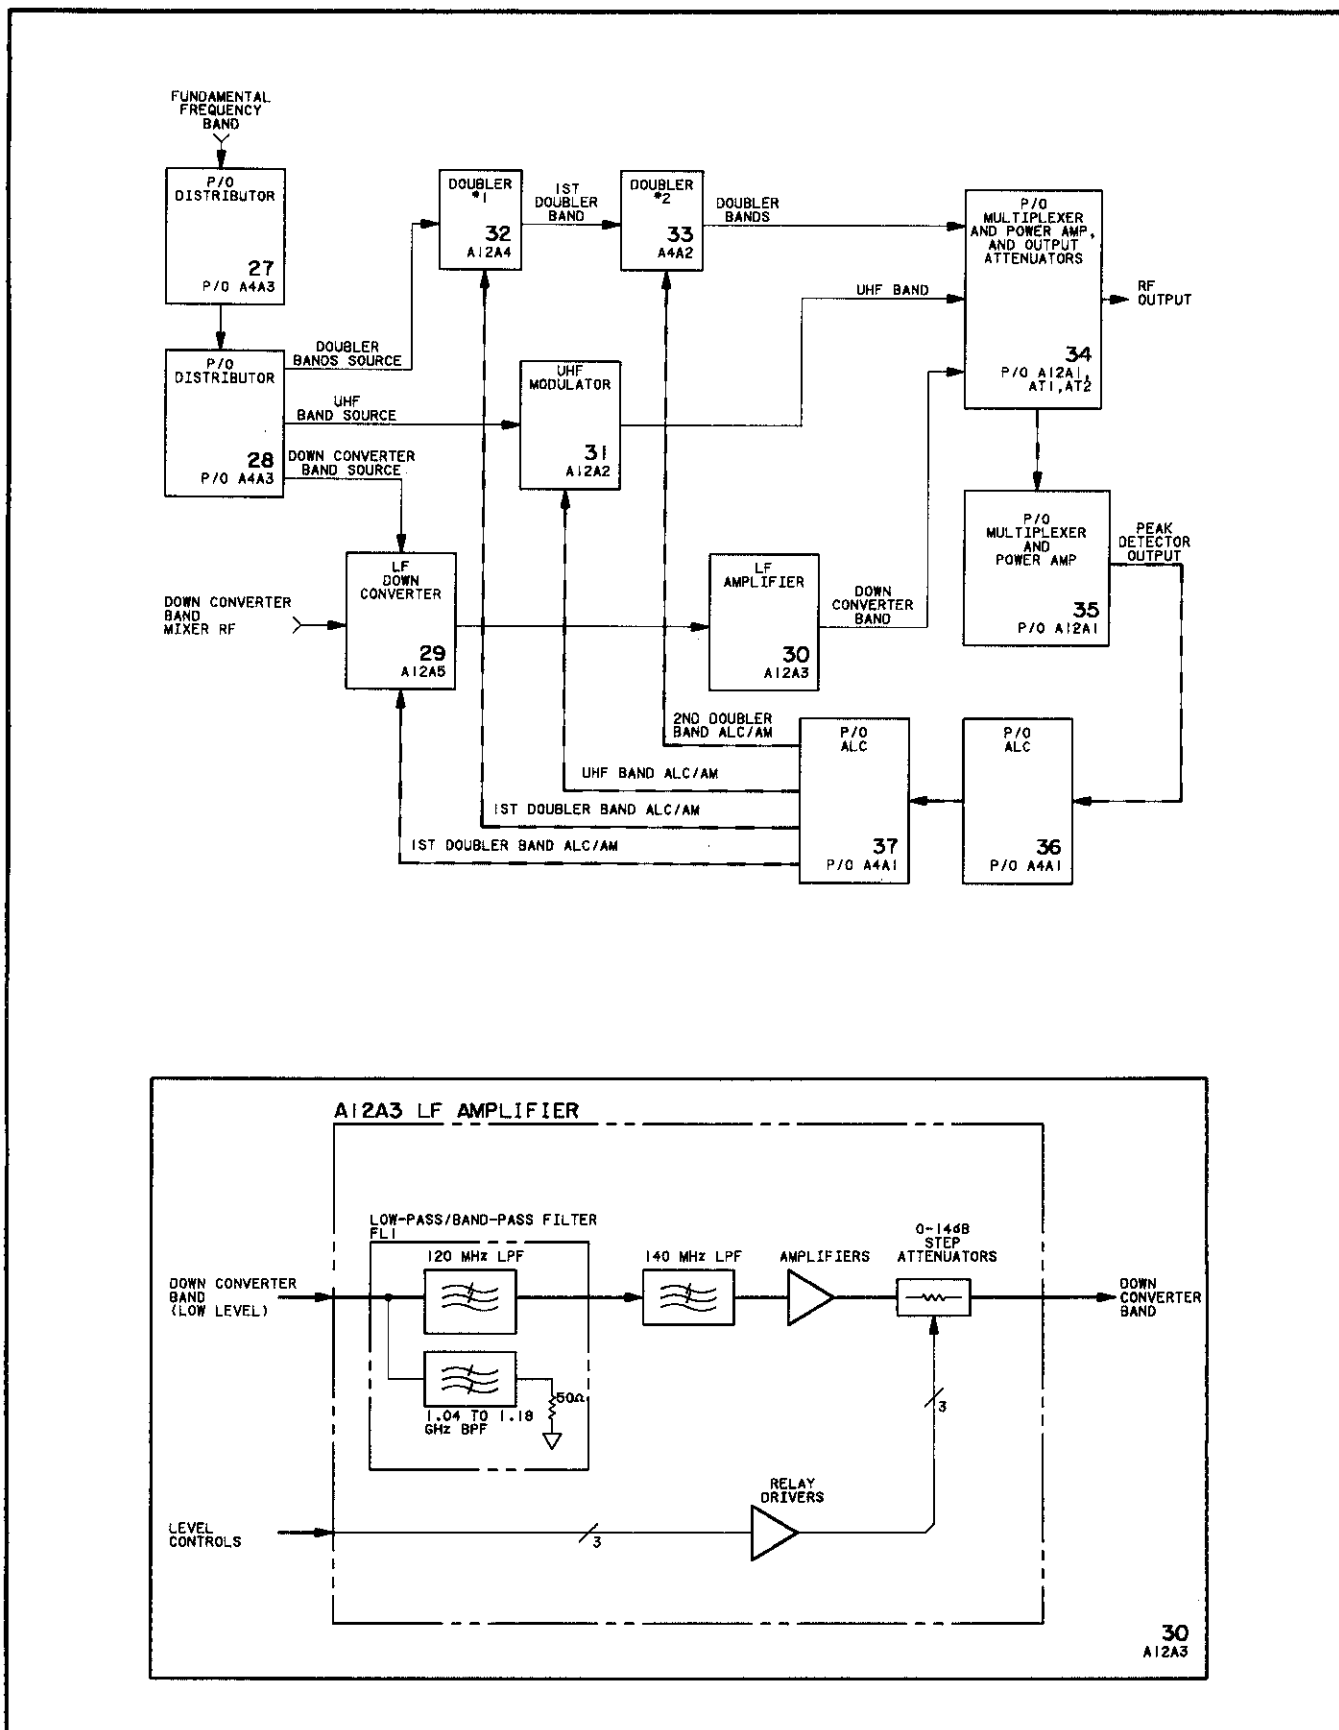 FUNDAMENTAL
FREQUENCY
BAND
P/O
DISTRIBUTOR
27
P/O A4A3
P/O
DISTRIBUTOR
28
P/O A4A3
DOUBLER
BANDS SOURCE
UHF
BAND SOURCE
DOWN CONVERTER
BAND SOURCE
DOUBLER
#1
32
A12A4
1ST
DOUBLER
BAND
DOUBLER
#2
33
A4A2
DOUBLER
BANDS
P/O
MULTIPLEXER
AND POWER AMP,
AND OUTPUT
ATTENUATORS
34
P/O A12A1,
AT1,AT2
RF
OUTPUT
UHF BAND
UHF
MODULATOR
31
A12A2
DOWN CONVERTER
BAND
MIXER RF
LF
DOWN
CONVERTER
29
A12A5
LF
AMPLIFIER
30
A12A3
DOWN
CONVERTER
BAND
P/O
MULTIPLEXER
AND
POWER AMP
35
P/O A12A1
PEAK
DETECTOR
OUTPUT
2ND DOUBLER
BAND ALC/AM
UHF BAND ALC/AM
1ST DOUBLER BAND ALC/AM
1ST DOUBLER BAND ALC/AM
P/O
ALC
37
P/O A4A1
P/O
ALC
36
P/O A4A1
A12A3 LF AMPLIFIER
LOW-PASS/BAND-PASS FILTER
FL1
120 MHz LPF
140 MHz LPF
AMPLIFIERS
0-14dB
STEP
ATTENUATORS
DOWN CONVERTER
BAND
(LOW LEVEL)
DOWN
CONVERTER
BAND
50Ω
1.04 TO 1.18
GHz BPF
3
RELAY
DRIVERS
LEVEL
CONTROLS
3
30
A12A3